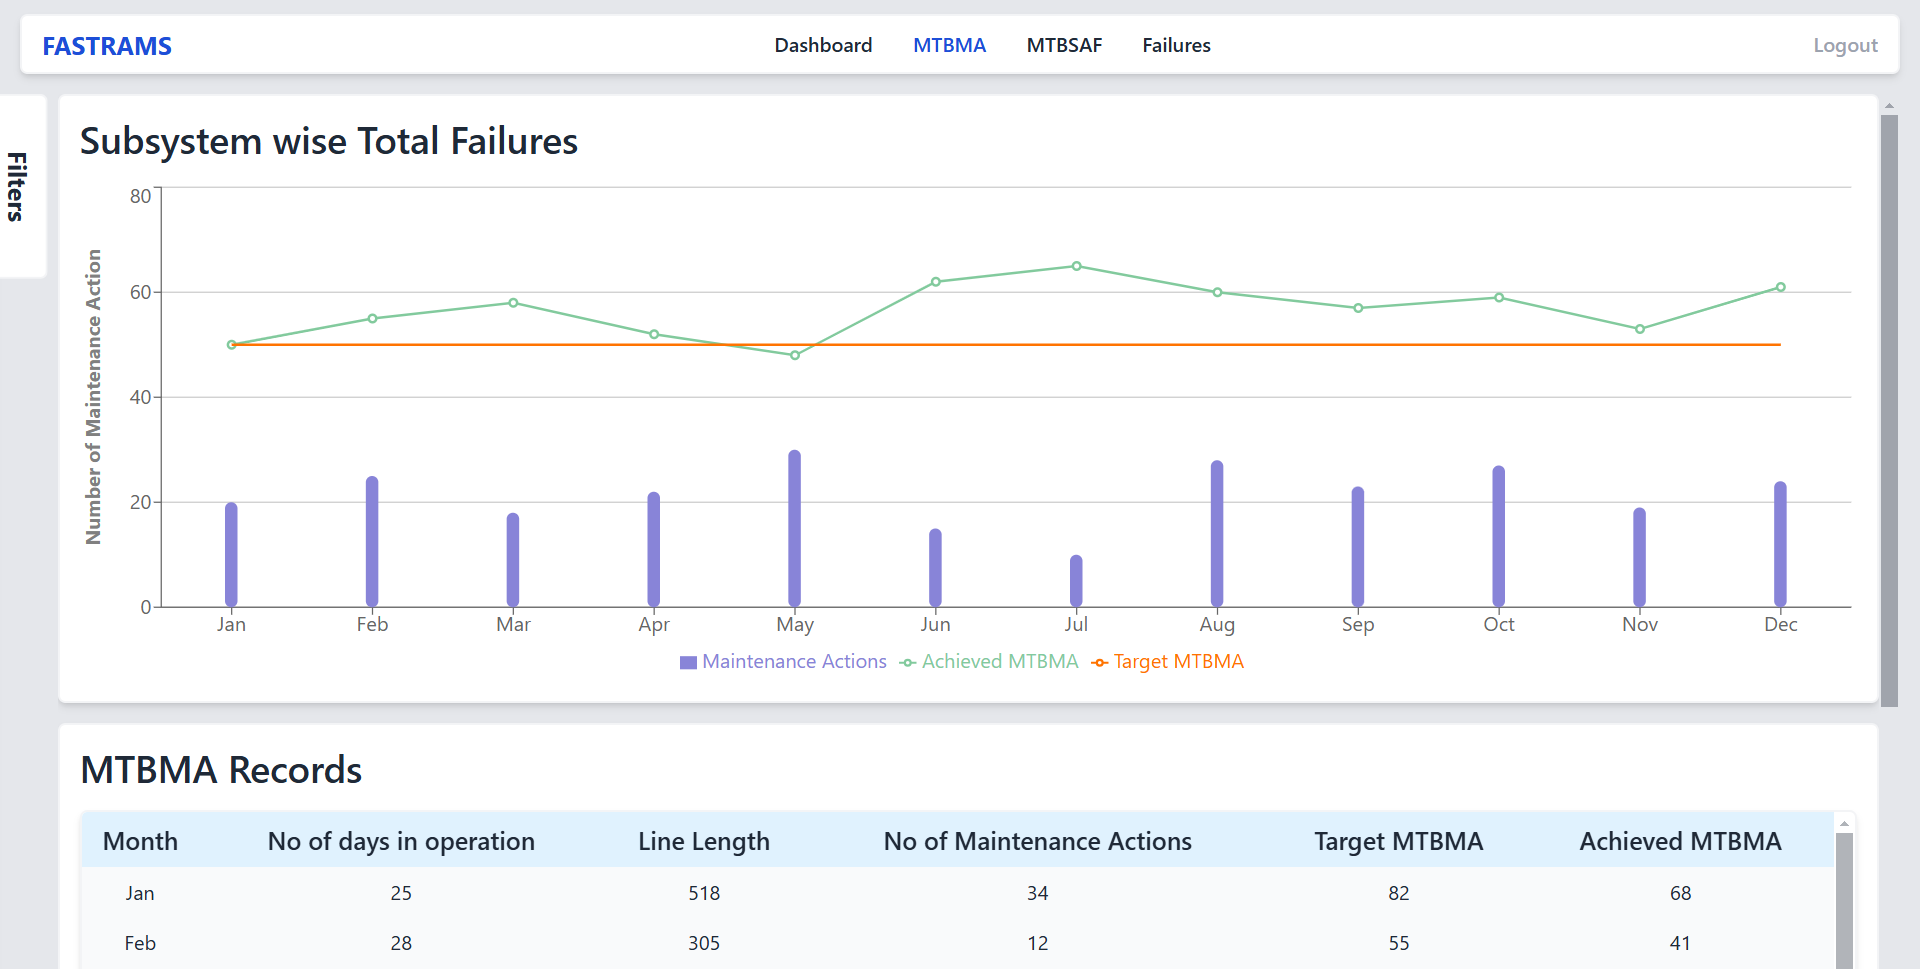 FASTRAMS
Dashboard MTBMA MTBSAF Failures
Logout
Filters
Subsystem wise Total Failures
Number of Maintenance Action
80
60
40
20
0
Jan Feb Mar Apr May Jun Jul Aug Sep Oct Nov Dec
Maintenance Actions Achieved MTBMA Target MTBMA
MTBMA Records
Month No of days in operation Line Length No of Maintenance Actions Target MTBMA Achieved MTBMA
Jan 25 518 34 82 68
Feb 28 305 12 55 41